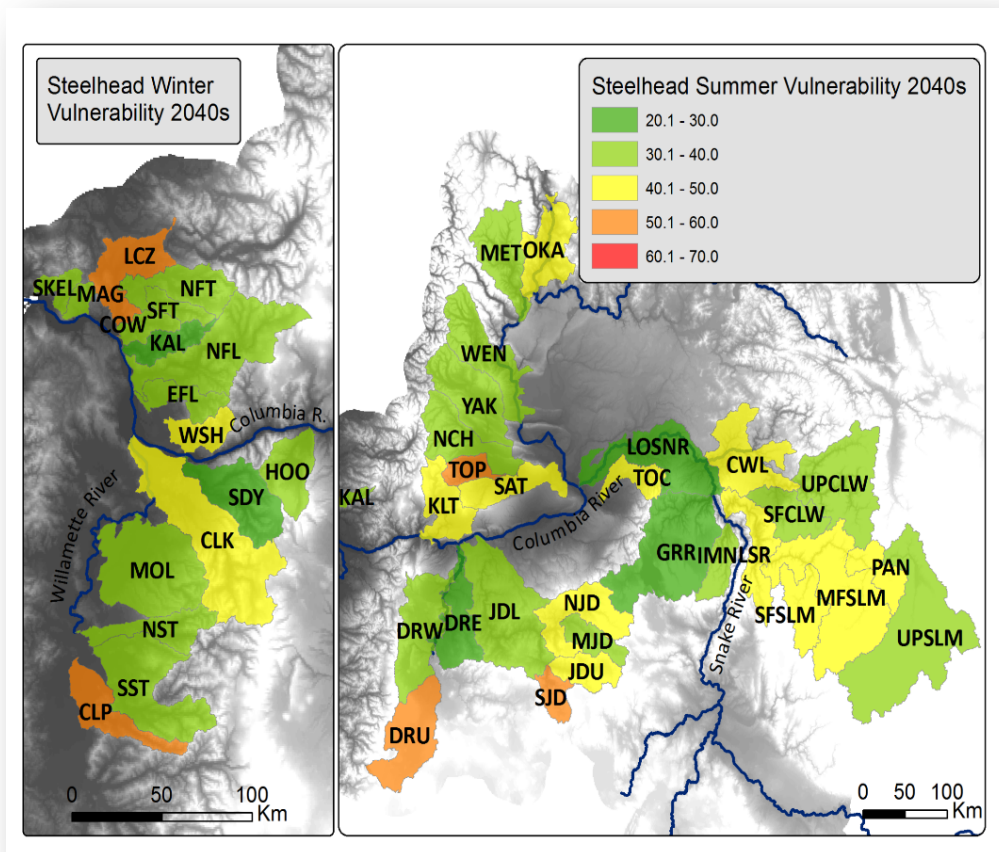 Steelhead Winter
Vulnerability 2040s
LCZ
SKEL
MAG
NFT
SFT
COW
KAL
NFL
EFL
WSH
Columbia R.
HOO
SDY
Willamette River
CLK
MOL
NST
SST
CLP
0 50 100
Km
Steelhead Summer Vulnerability 2040s
20.1 - 30.0
30.1 - 40.0
40.1 - 50.0
50.1 - 60.0
60.1 - 70.0
MET
OKA
WEN
YAK
NCH
TOP
SAT
KLT
KAL
LOSNR
TOC
CWL
UPCLW
SFCLW
Columbia River
GRR
IMNLSR
PAN
MFSLM
SFSLM
UPSLM
Snake River
NJD
MJD
JDU
SJD
JDL
DRE
DRW
DRU
0 50 100
Km